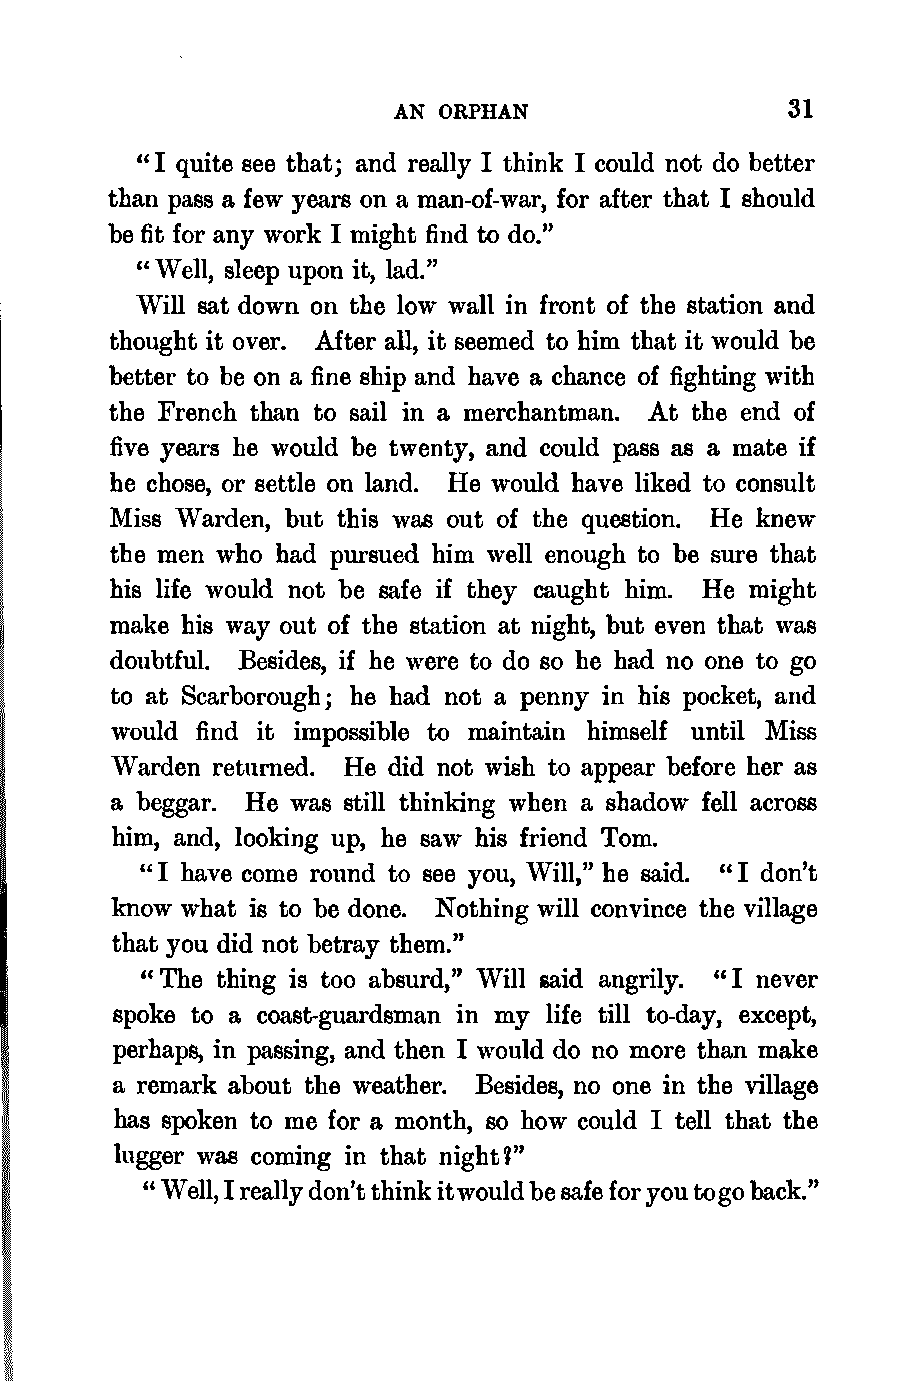 AN ORPHAN 31
"I quite see that; and really I think I could not do better
than pass a few years on a man-of-war, for after that I should
be fit for any work I might find to do."
"Well, sleep upon it, lad."
Will sat down on the low wall in front of the station and
thought it over. After all, it seemed to him that it would be
better to be on a fine ship and have a chance of fighting with
the French than to sail in a merchantman. At the end of
five years he would be twenty, and could pass as a mate if
he chose, or settle on land. He would have liked to consult
Miss Warden, but this was out of the question. He knew
the men who had pursued him well enough to be sure that
his life would not be safe if they caught him. He might
make his way out of the station at night, but even that was
doubtful. Besides, if he were to do so he had no one to go
to at Scarborough; he had not a penny in his pocket, and
would find it impossible to maintain himself until Miss
Warden returned. He did not wish to appear before her as
a beggar. He was still thinking when a shadow fell across
him, and, looking up, he saw his friend Tom.
"I have come round to see you, Will," he said. "I don't
know what is to be done. Nothing will convince the village
that you did not betray them."
"The thing is too absurd," Will said angrily. "I never
spoke to a coast-guardsman in my life till to-day, except,
perhaps, in passing, and then I would do no more than make
a remark about the weather. Besides, no one in the village
has spoken to me for a month, so how could I tell that the
lugger was coming in that night?"
"Well, I really don't think it would be safe for you to go back."